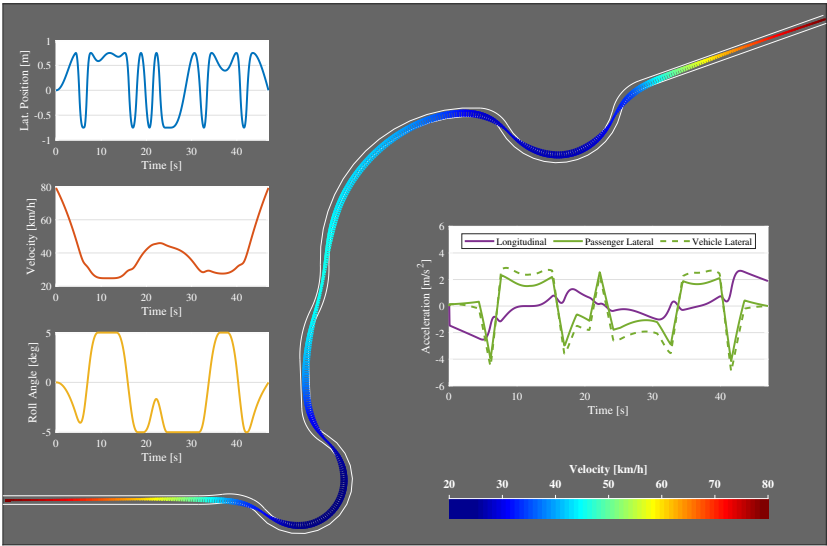 1
0.5
0
-0.5
-1
Lat. Position [m]
0 10 20 30 40
Time [s]
80
60
40
20
Velocity [km/h]
0 10 20 30 40
Time [s]
5
0
-5
Roll Angle [deg]
0 10 20 30 40
Time [s]
6
4
2
0
-2
-4
-6
Acceleration [m/s²]
Longitudinal Passenger Lateral Vehicle Lateral
0 10 20 30 40
Time [s]
Velocity [km/h]
20 30 40 50 60 70 80